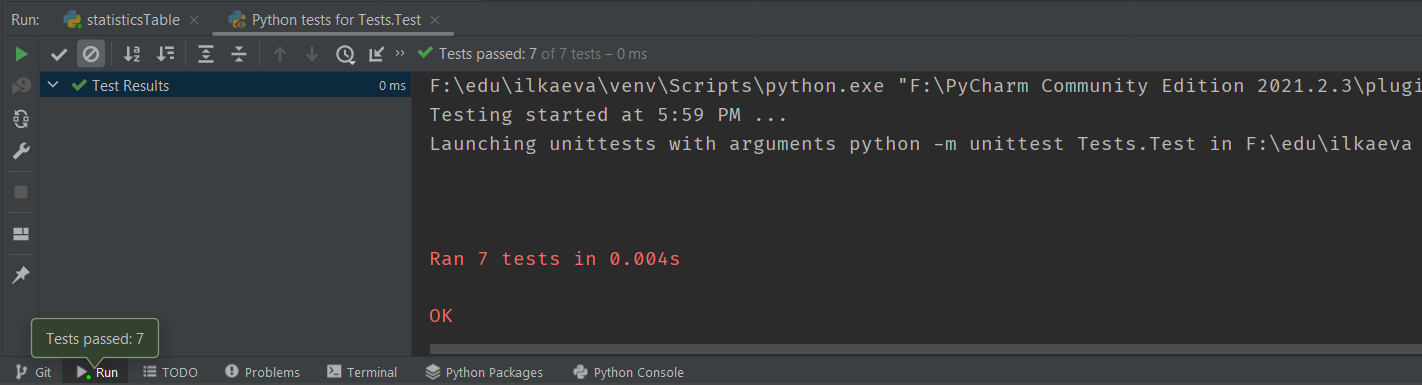 Run: statisticsTable Python tests for Tests.Test
Tests passed: 7 of 7 tests – 0 ms
Test Results 0 ms
F:\edu\ilkaeva\venv\Scripts\python.exe "F:\PyCharm Community Edition 2021.2.3\plugi
Testing started at 5:59 PM ...
Launching unittests with arguments python -m unittest Tests.Test in F:\edu\ilkaeva
Ran 7 tests in 0.004s
OK
Tests passed: 7
Git Run TODO Problems Terminal Python Packages Python Console